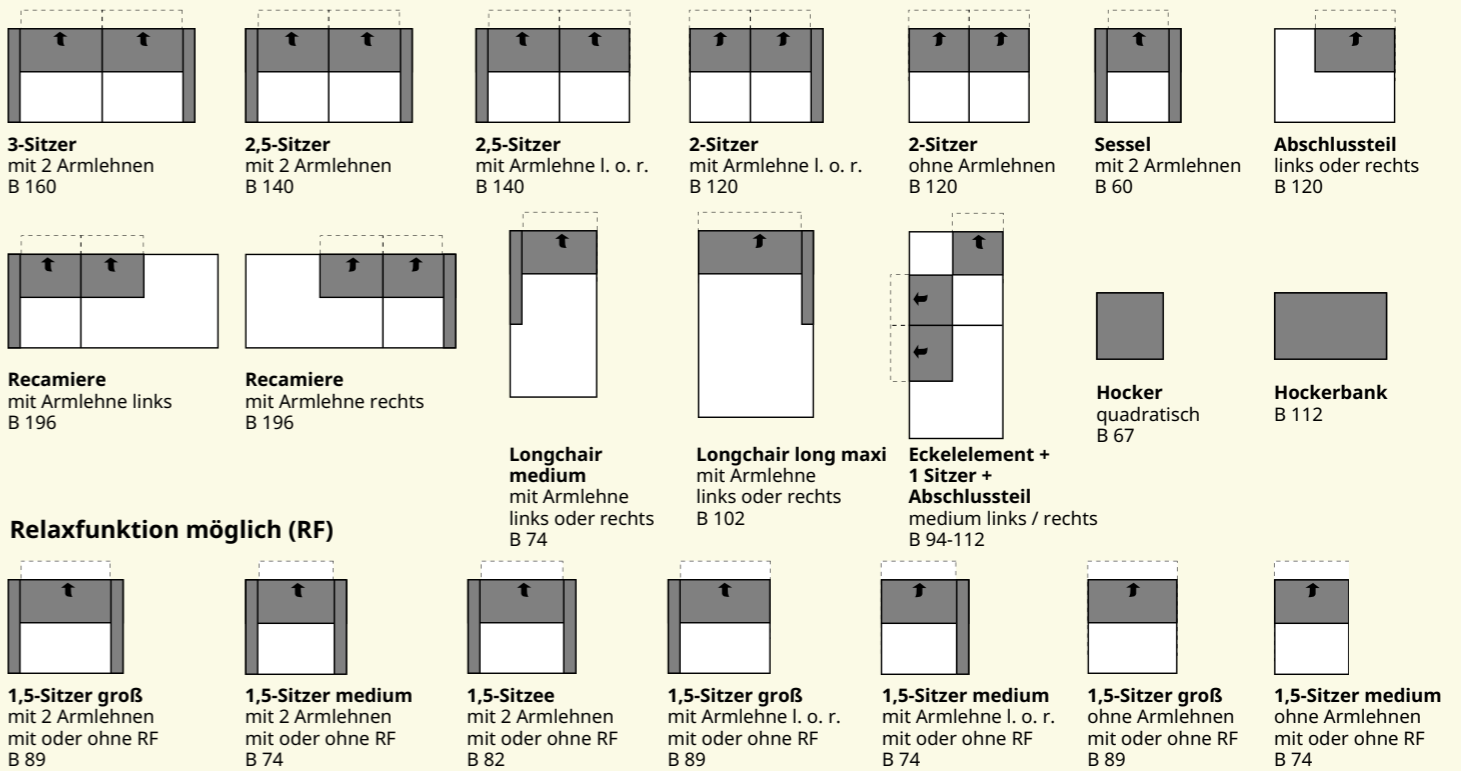 3-Sitzer
mit 2 Armlehnen
B 160
2,5-Sitzer
mit 2 Armlehnen
B 140
2,5-Sitzer
mit Armlehne l. o. r.
B 140
2-Sitzer
mit Armlehne l. o. r.
B 120
2-Sitzer
ohne Armlehnen
B 120
Sessel
mit 2 Armlehnen
B 60
Abschlussteil
links oder rechts
B 120
Recamiere
mit Armlehne links
B 196
Recamiere
mit Armlehne rechts
B 196
Longchair
medium
mit Armlehne
links oder rechts
B 74
Longchair long maxi
mit Armlehne
links oder rechts
B 102
Eckelelement +
1 Sitzer +
Abschlussteil
medium links / rechts
B 94-112
Hocker
quadratisch
B 67
Hockerbank
B 112
Relaxfunktion möglich (RF)
1,5-Sitzer groß
mit 2 Armlehnen
mit oder ohne RF
B 89
1,5-Sitzer medium
mit 2 Armlehnen
mit oder ohne RF
B 74
1,5-Sitzee
mit 2 Armlehnen
mit oder ohne RF
B 82
1,5-Sitzer groß
mit Armlehne l. o. r.
mit oder ohne RF
B 89
1,5-Sitzer medium
mit Armlehne l. o. r.
mit oder ohne RF
B 74
1,5-Sitzer groß
ohne Armlehnen
mit oder ohne RF
B 89
1,5-Sitzer medium
ohne Armlehnen
mit oder ohne RF
B 74